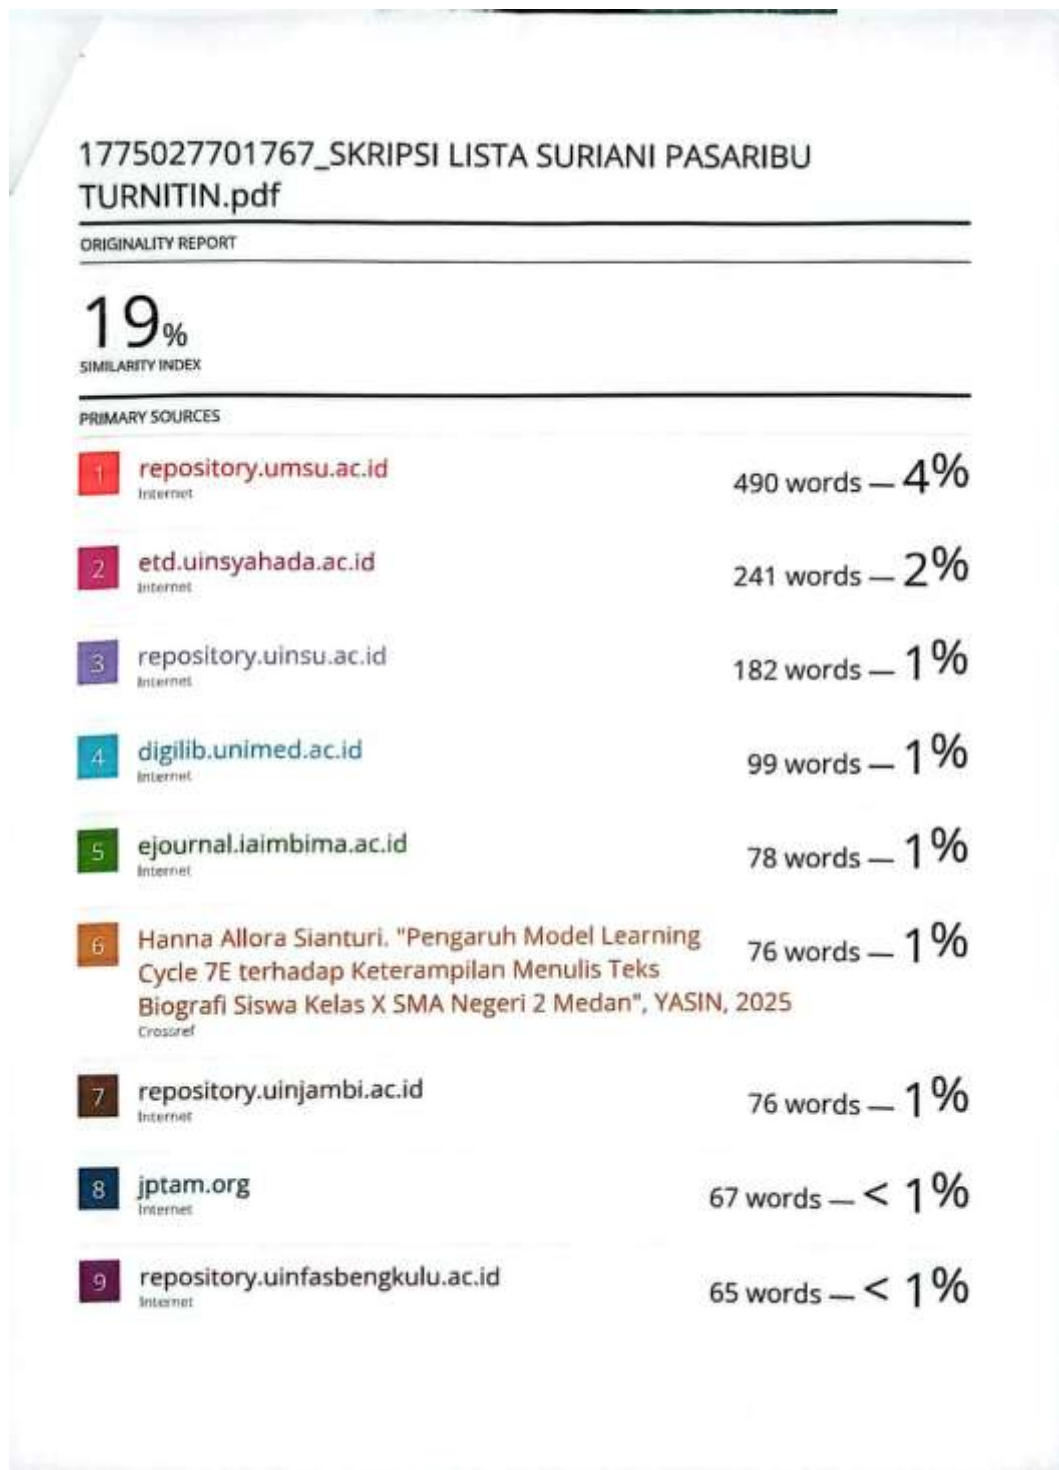 1775027701767_SKRIPSI LISTA SURIANI PASARIBU
TURNITIN.pdf
ORIGINALITY REPORT
19%
SIMILARITY INDEX
PRIMARY SOURCES
1 repository.umsu.ac.id 490 words — 4%
Internet
2 etd.uinsyahada.ac.id 241 words — 2%
Internet
3 repository.uinsu.ac.id 182 words — 1%
Internet
4 digilib.unimed.ac.id 99 words — 1%
Internet
5 ejournal.iaimbima.ac.id 78 words — 1%
Internet
6 Hanna Allora Sianturi. "Pengaruh Model Learning 76 words — 1%
Cycle 7E terhadap Keterampilan Menulis Teks
Biografi Siswa Kelas X SMA Negeri 2 Medan", YASIN, 2025
Crossref
7 repository.uinjambi.ac.id 76 words — 1%
Internet
8 jptam.org 67 words — < 1%
Internet
9 repository.uinfasbengkulu.ac.id 65 words — < 1%
Internet